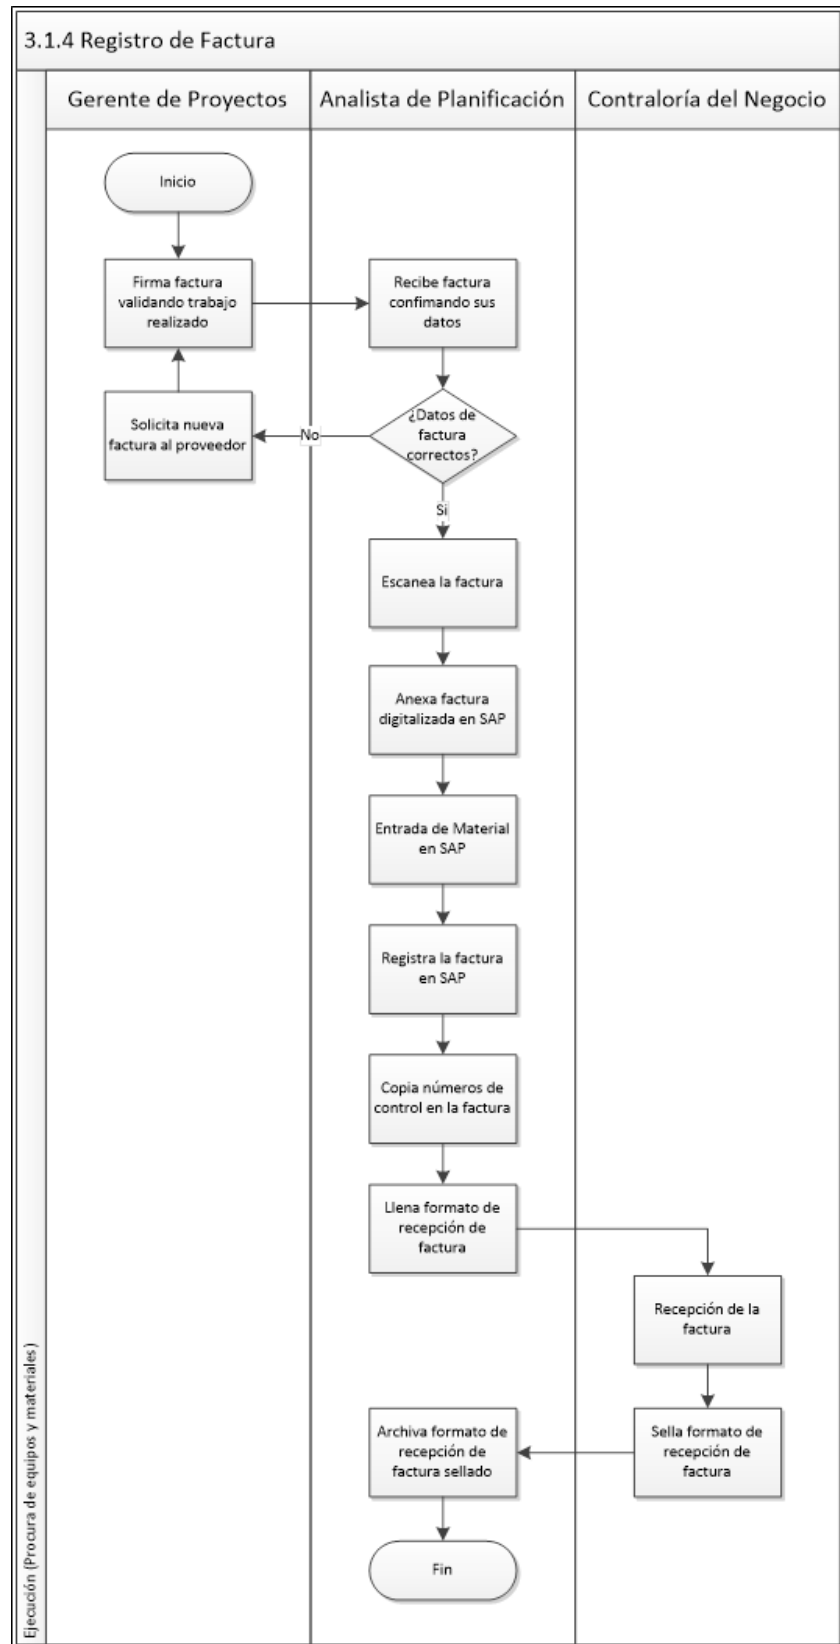 3.1.4 Registro de Factura
Gerente de Proyectos
Analista de Planificación
Contraloría del Negocio
Inicio
Firma factura
validando trabajo
realizado
Recibe factura
confimando sus
datos
Solicita nueva
factura al proveedor
No
¿Datos de
factura
correctos?
Si
Escanea la factura
Anexa factura
digitalizada en SAP
Entrada de Material
en SAP
Registra la factura
en SAP
Copia números de
control en la factura
Llena formato de
recepción de
factura
Recepción de la
factura
Archiva formato de
recepción de
factura sellado
Sella formato de
recepción de
factura
Fin
Ejecución (Procura de equipos y materiales)